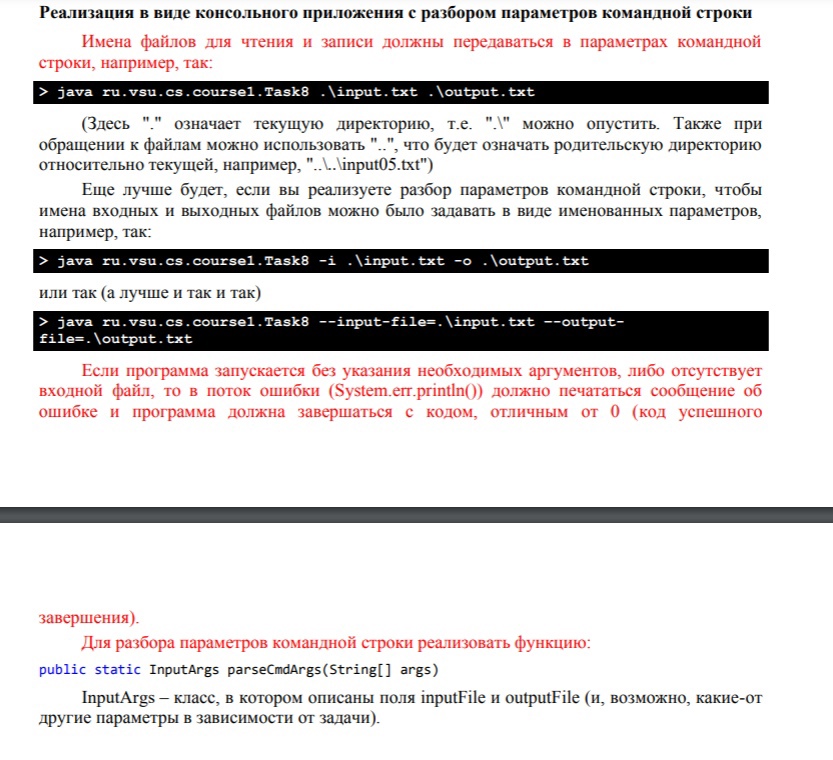 Реализация в виде консольного приложения с разбором параметров командной строки
Имена файлов для чтения и записи должны передаваться в параметрах командной
строки, например, так:
> java ru.vsu.cs.course1.Task8 .\input.txt .\output.txt
(Здесь "." означает текущую директорию, т.е. ".\" можно опустить. Также при
обращении к файлам можно использовать "..", что будет означать родительскую директорию
относительно текущей, например, "..\..\input05.txt")
Еще лучше будет, если вы реализуете разбор параметров командной строки, чтобы
имена входных и выходных файлов можно было задавать в виде именованных параметров,
например, так:
> java ru.vsu.cs.course1.Task8 -i .\input.txt -o .\output.txt
или так (а лучше и так и так)
> java ru.vsu.cs.course1.Task8 --input-file=.\input.txt --output-
file=.\output.txt
Если программа запускается без указания необходимых аргументов, либо отсутствует
входной файл, то в поток ошибки (System.err.println()) должно печататься сообщение об
ошибке и программа должна завершаться с кодом, отличным от 0 (код успешного
завершения).
Для разбора параметров командной строки реализовать функцию:
public static InputArgs parseCmdArgs(String[] args)
InputArgs – класс, в котором описаны поля inputFile и outputFile (и, возможно, какие-от
другие параметры в зависимости от задачи).